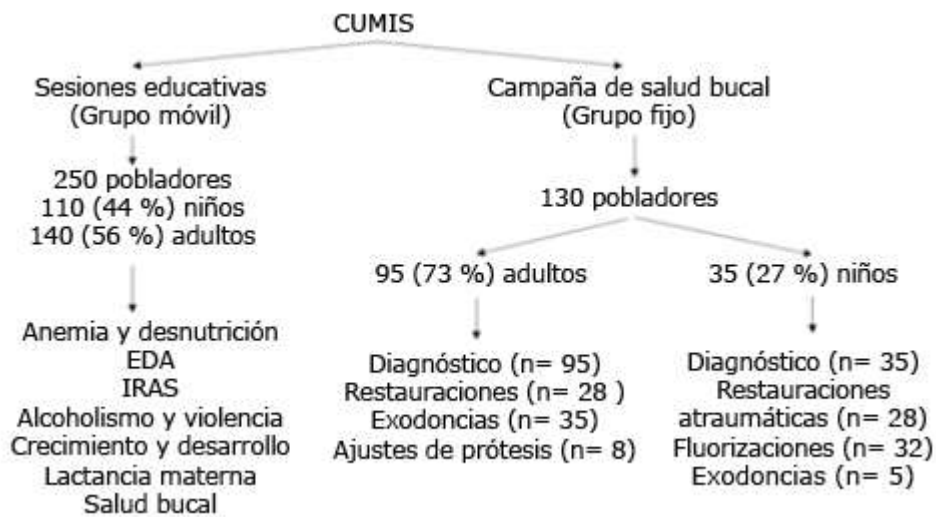 CUMIS
Sesiones educativas
(Grupo móvil)
250 pobladores
110 (44 %) niños
140 (56 %) adultos
Anemia y desnutrición
EDA
IRAS
Alcoholismo y violencia
Crecimiento y desarrollo
Lactancia materna
Salud bucal
Campaña de salud bucal
(Grupo fijo)
130 pobladores
95 (73 %) adultos
Diagnóstico (n= 95)
Restauraciones (n= 28 )
Exodoncias (n= 35)
Ajustes de prótesis (n= 8)
35 (27 %) niños
Diagnóstico (n= 35)
Restauraciones
atraumáticas (n= 28)
Fluorizaciones (n= 32)
Exodoncias (n= 5)